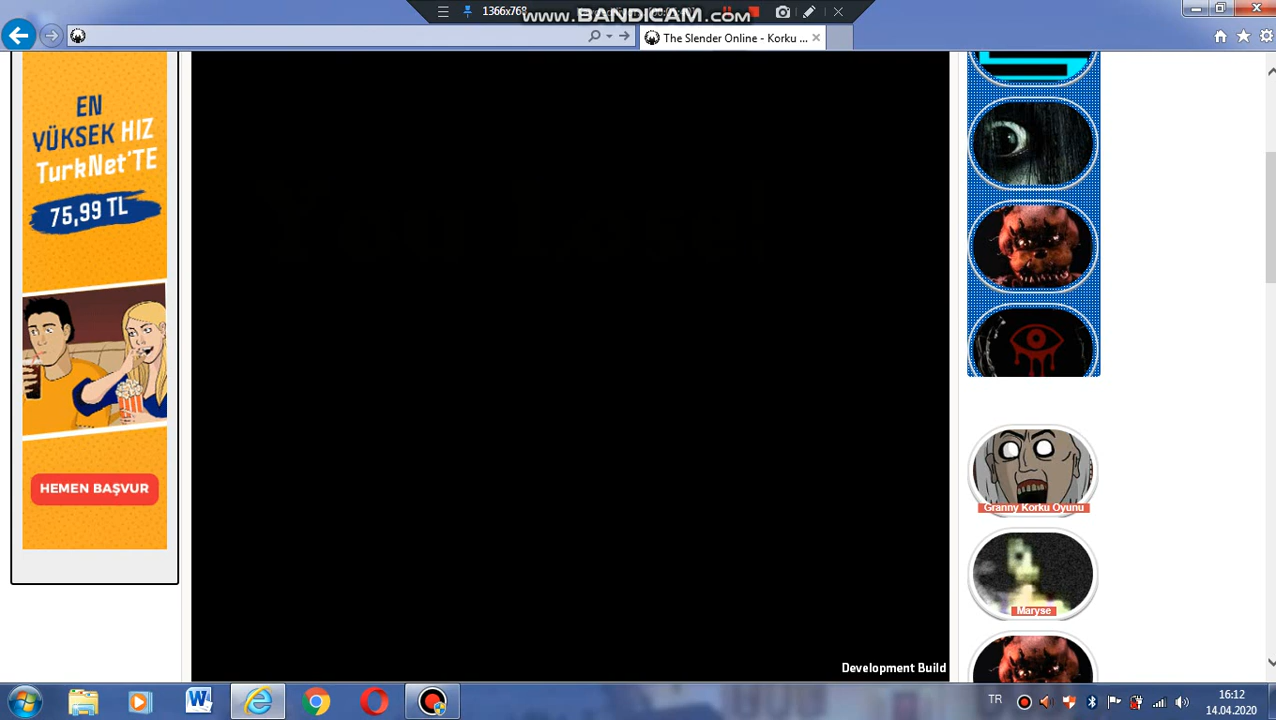 1366x768
www.BANDICAM.com
The Slender Online - Korku ...
EN
YÜKSEK HIZ
TurkNet'TE
75,99 TL
HEMEN BAŞVUR
Granny Korku Oyunu
Maryse
Development Build
TR
16:12
14.04.2020